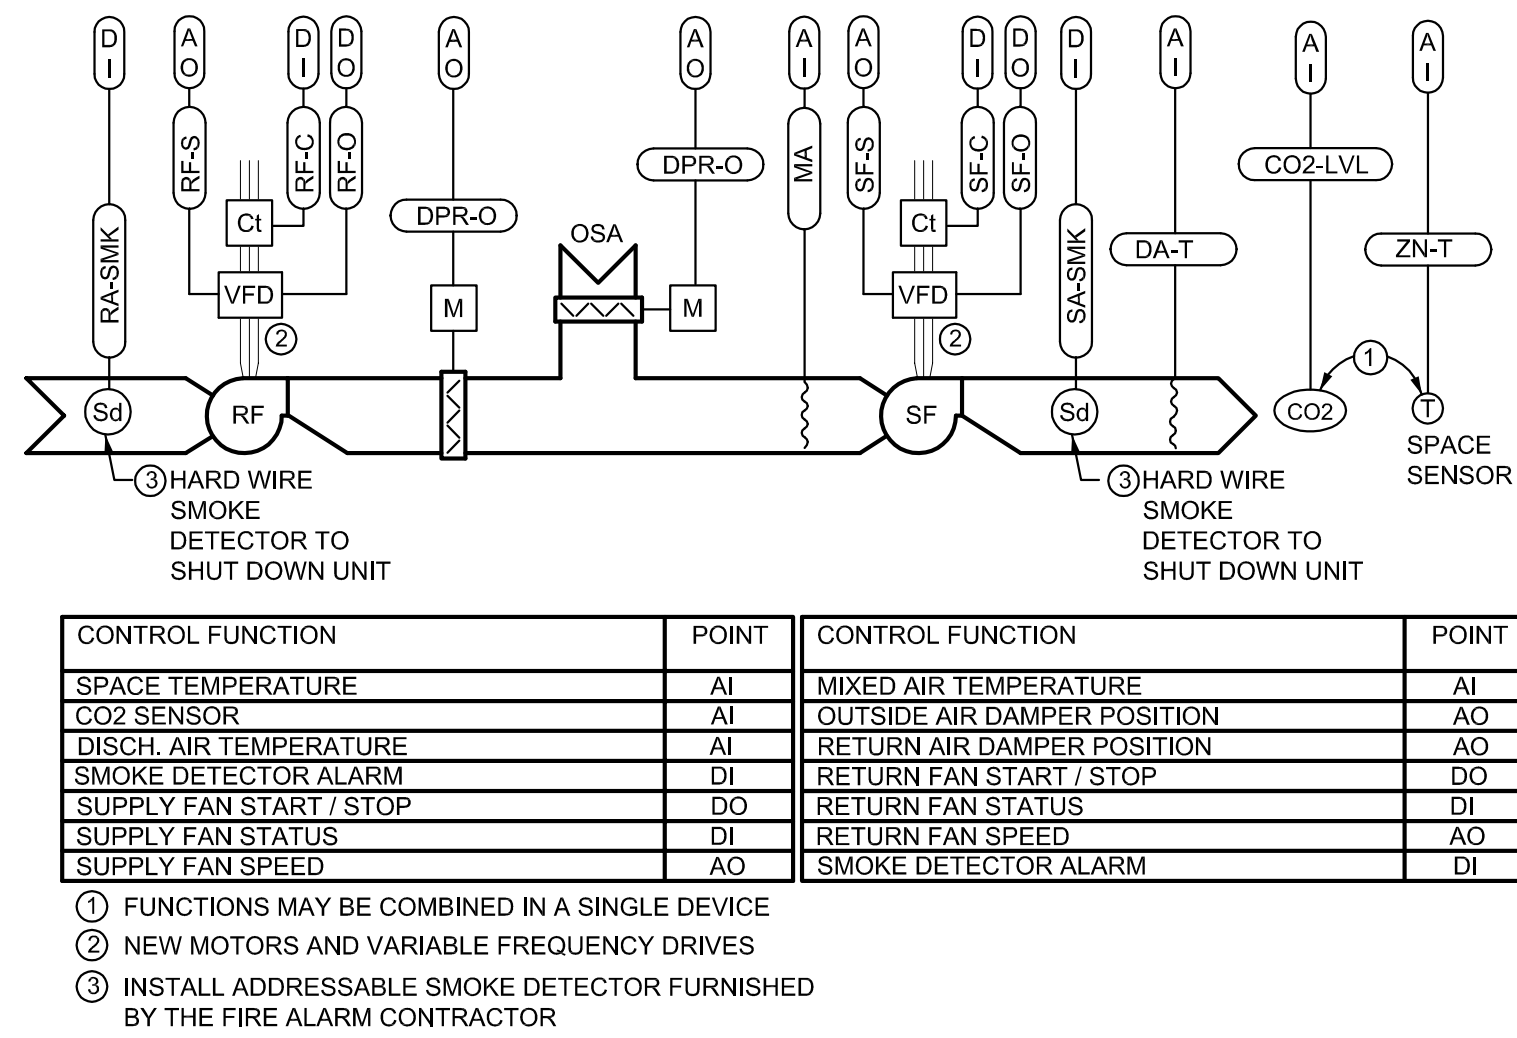 D
I
A
O
D
I
D
O
A
O
A
O
A
I
A
O
D
I
D
O
D
I
A
I
A
I
A
I
RA-SMK
RF-S
RF-C
RF-O
DPR-O
DPR-O
MA
SF-S
SF-C
SF-O
SA-SMK
DA-T
CO2-LVL
ZN-T
Ct
VFD
2
M
OSA
M
Ct
VFD
2
1
Sd
RF
SF
Sd
CO2
T
SPACE
SENSOR
3 HARD WIRE
SMOKE
DETECTOR TO
SHUT DOWN UNIT
3 HARD WIRE
SMOKE
DETECTOR TO
SHUT DOWN UNIT
CONTROL FUNCTION POINT CONTROL FUNCTION POINT
SPACE TEMPERATURE AI MIXED AIR TEMPERATURE AI
CO2 SENSOR AI OUTSIDE AIR DAMPER POSITION AO
DISCH. AIR TEMPERATURE AI RETURN AIR DAMPER POSITION AO
SMOKE DETECTOR ALARM DI RETURN FAN START / STOP DO
SUPPLY FAN START / STOP DO RETURN FAN STATUS DI
SUPPLY FAN STATUS DI RETURN FAN SPEED AO
SUPPLY FAN SPEED AO SMOKE DETECTOR ALARM DI
1 FUNCTIONS MAY BE COMBINED IN A SINGLE DEVICE
2 NEW MOTORS AND VARIABLE FREQUENCY DRIVES
3 INSTALL ADDRESSABLE SMOKE DETECTOR FURNISHED
BY THE FIRE ALARM CONTRACTOR